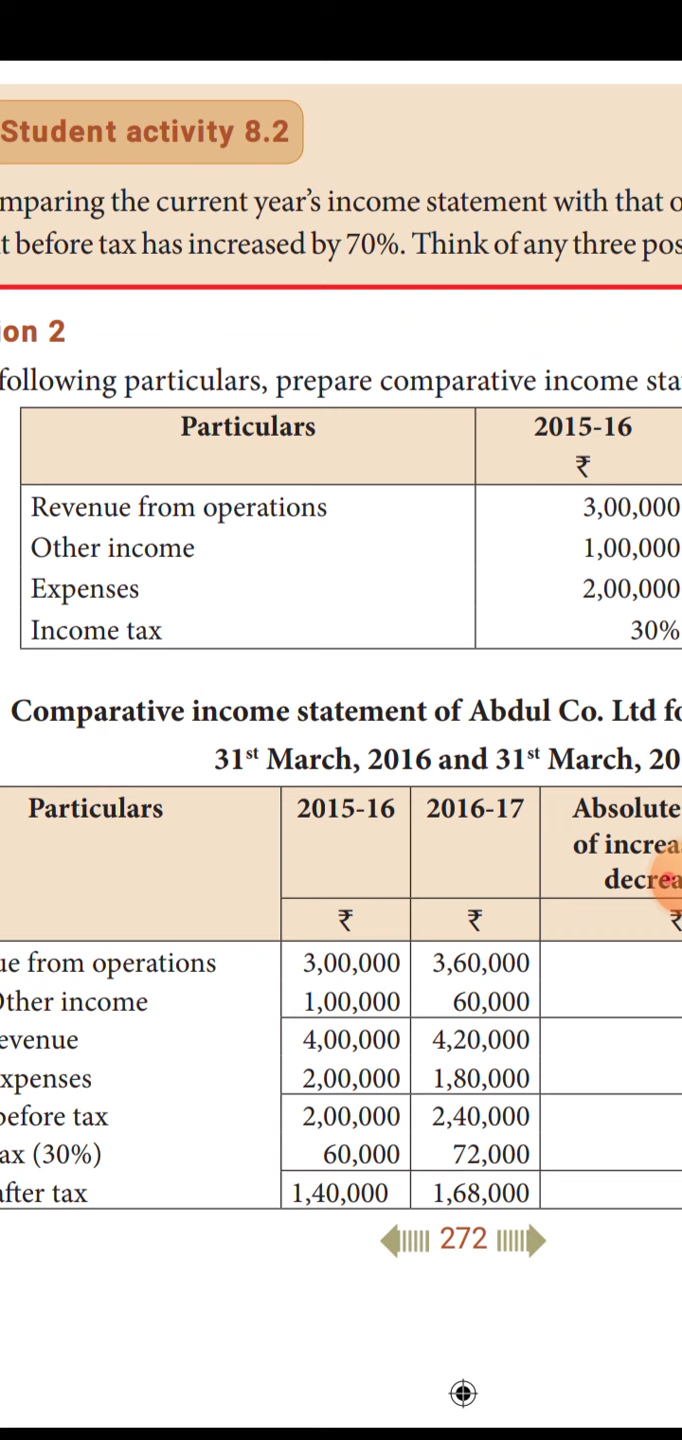 Student activity 8.2
mparing the current year's income statement with that o
t before tax has increased by 70%. Think of any three pos
ion 2
following particulars, prepare comparative income sta
Particulars 2015-16
₹
Revenue from operations 3,00,000
Other income 1,00,000
Expenses 2,00,000
Income tax 30%
Comparative income statement of Abdul Co. Ltd fo
31st March, 2016 and 31st March, 20
Particulars 2015-16 2016-17 Absolute
of increa
decrea
₹ ₹ ₹
ue from operations 3,00,000 3,60,000
Other income 1,00,000 60,000
evenue 4,00,000 4,20,000
xpenses 2,00,000 1,80,000
before tax 2,00,000 2,40,000
ax (30%) 60,000 72,000
after tax 1,40,000 1,68,000
272